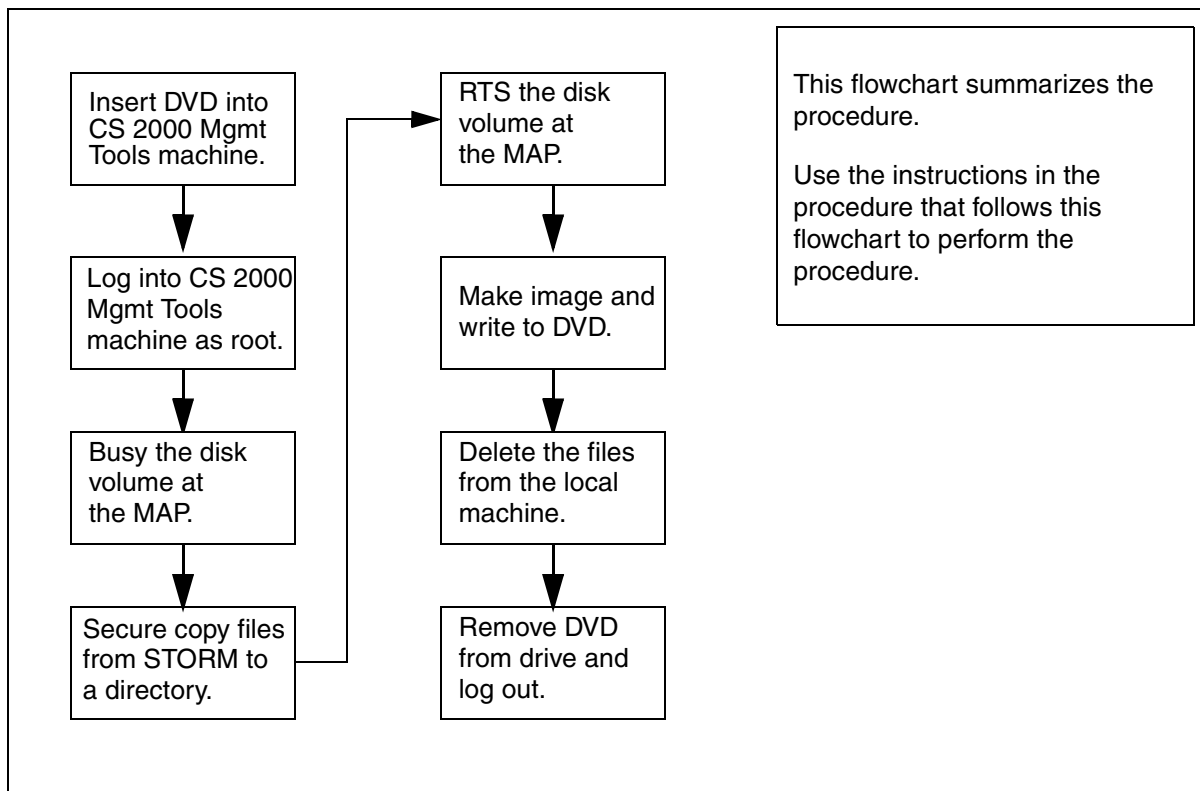 Insert DVD into
CS 2000 Mgmt
Tools machine.
Log into CS 2000
Mgmt Tools
machine as root.
Busy the disk
volume at
the MAP.
Secure copy files
from STORM to
a directory.
RTS the disk
volume at
the MAP.
Make image and
write to DVD.
Delete the files
from the local
machine.
Remove DVD
from drive and
log out.
This flowchart summarizes the
procedure.
Use the instructions in the
procedure that follows this
flowchart to perform the
procedure.